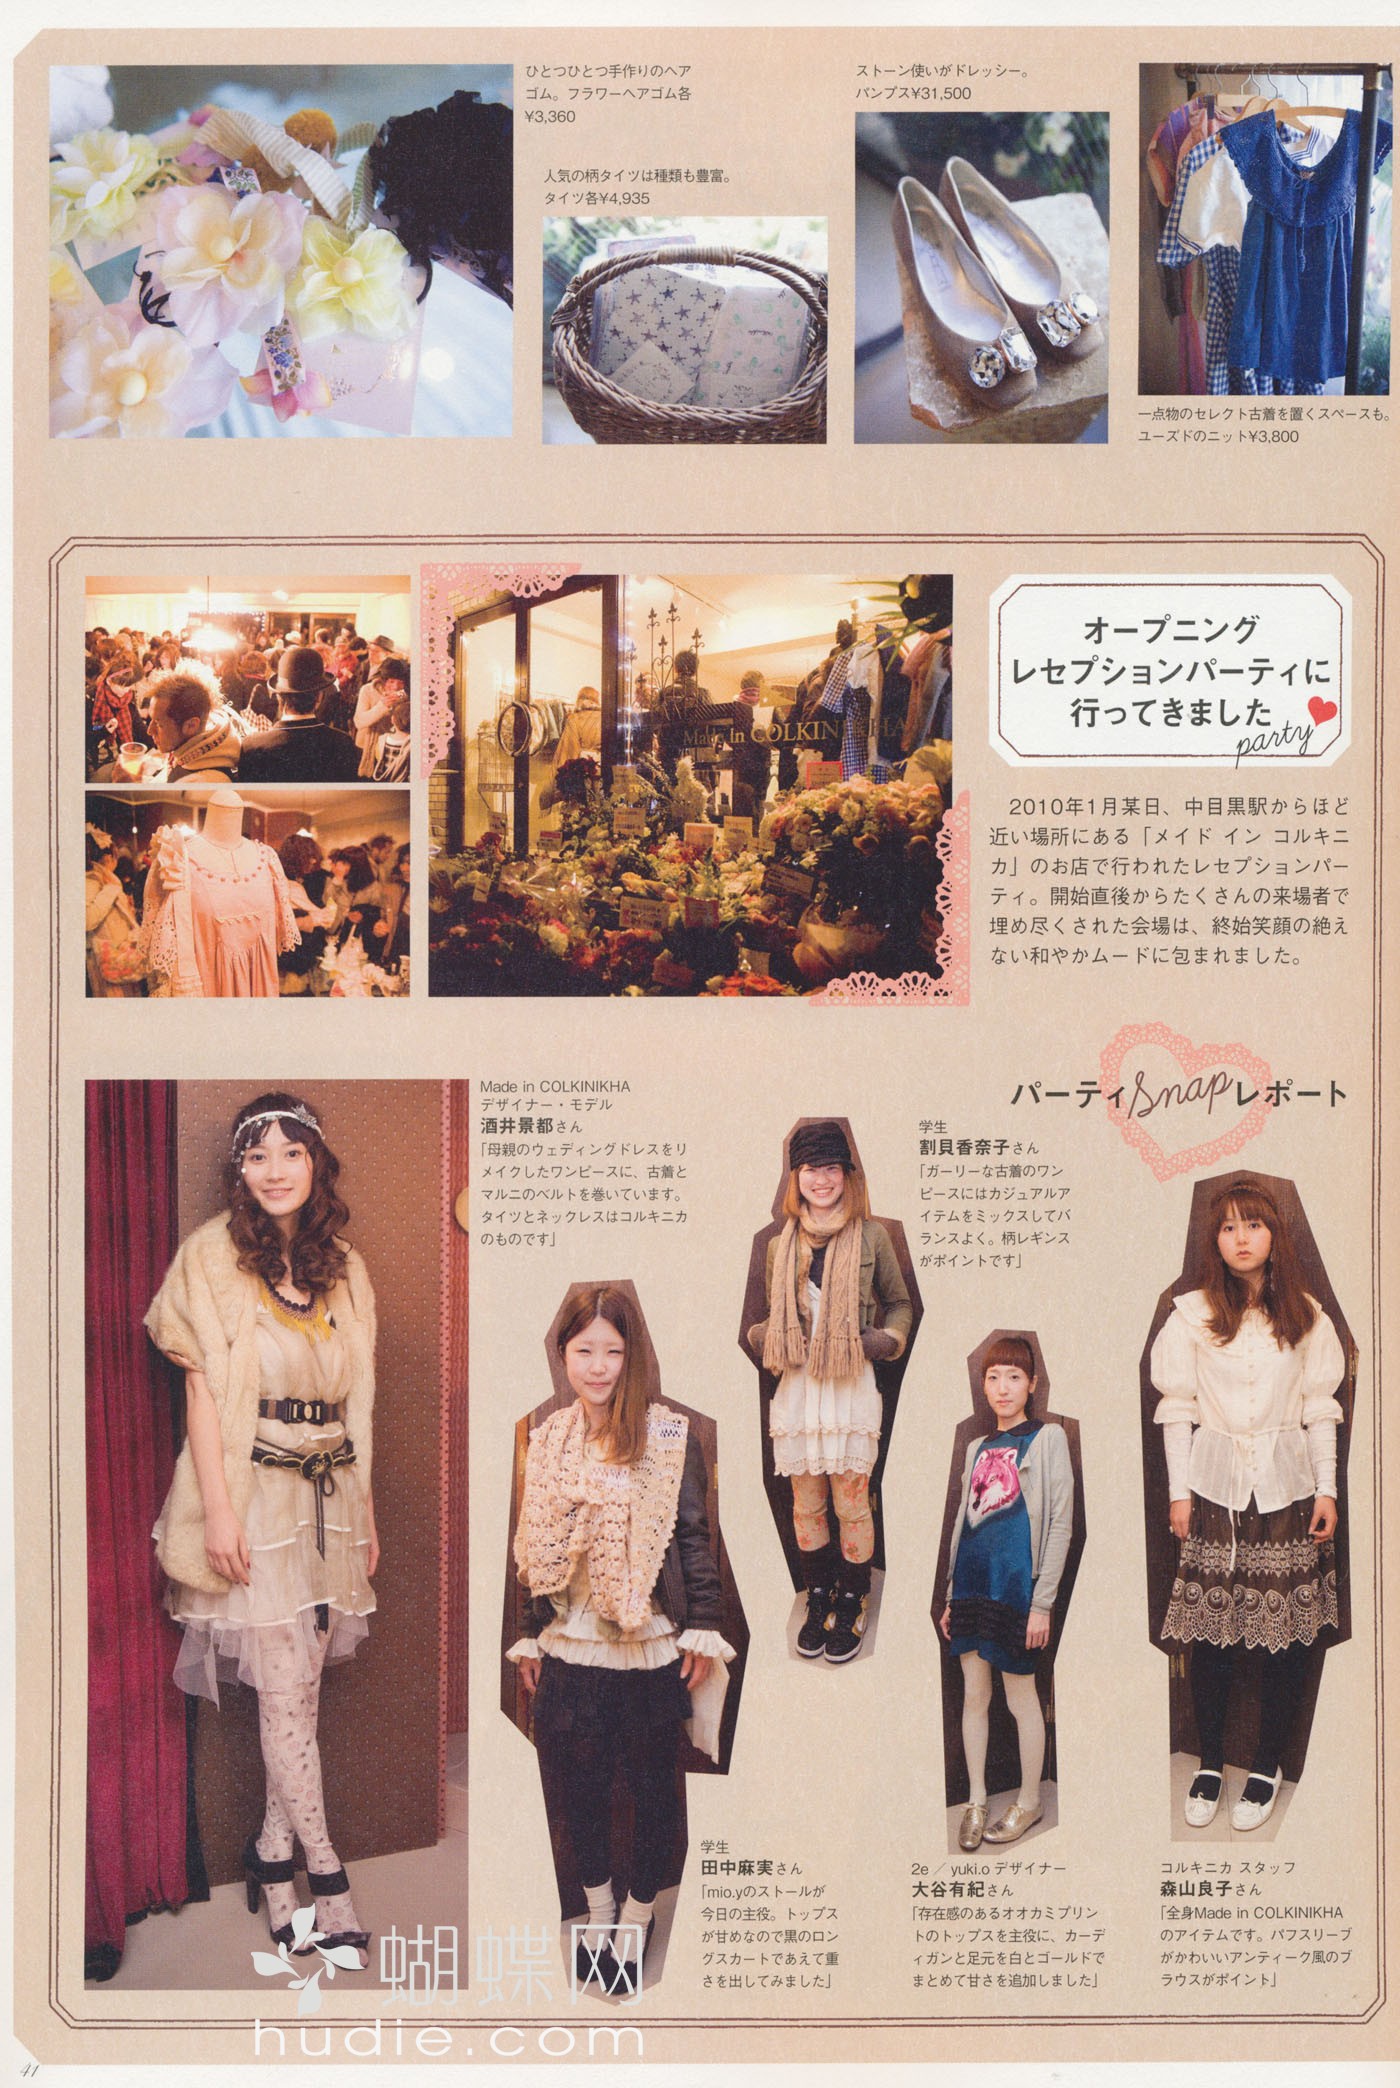 ひとつひとつ手作りのヘア
ゴム。フラワーヘアゴム各
¥3,360
人気の柄タイツは種類も豊富。
タイツ各¥4,935
ストーン使いがドレッシー。
パンプス¥31,500
一点物のセレクト古着を置くスペースも。
ユーズドのニット¥3,800
Made In COLKINIKHA
オープニング
レセプションパーティに
行ってきました
party
2010年1月某日、中目黒駅からほど
近い場所にある「メイド イン コルキニ
カ」のお店で行われたレセプションパー
ティ。開始直後からたくさんの来場者で
埋め尽くされた会場は、終始笑顔の絶え
ない和やかムードに包まれました。
パーティSnapレポート
Made in COLKINIKHA
デザイナー・モデル
酒井景都さん
「母親のウェディングドレスをリ
メイクしたワンピースに、古着と
マルニのベルトを巻いています。
タイツとネックレスはコルキニカ
のものです」
学生
割貝香奈子さん
「ガーリーな古着のワン
ピースにはカジュアルア
イテムをミックスしてバ
ランスよく。柄レギンス
がポイントです」
学生
田中麻実さん
「mio.yのストールが
今日の主役。トップス
が甘めなので黒のロン
グスカートであえて重
さを出してみました」
2e ／ yuki.o デザイナー
大谷有紀さん
「存在感のあるオオカミプリン
トのトップスを主役に、カーデ
ィガンと足元を白とゴールドで
まとめて甘さを追加しました」
コルキニカ スタッフ
森山良子さん
「全身Made in COLKINIKHA
のアイテムです。パフスリーブ
がかわいいアンティーク風のブ
ラウスがポイント」
蝴蝶网
hudie.com
41